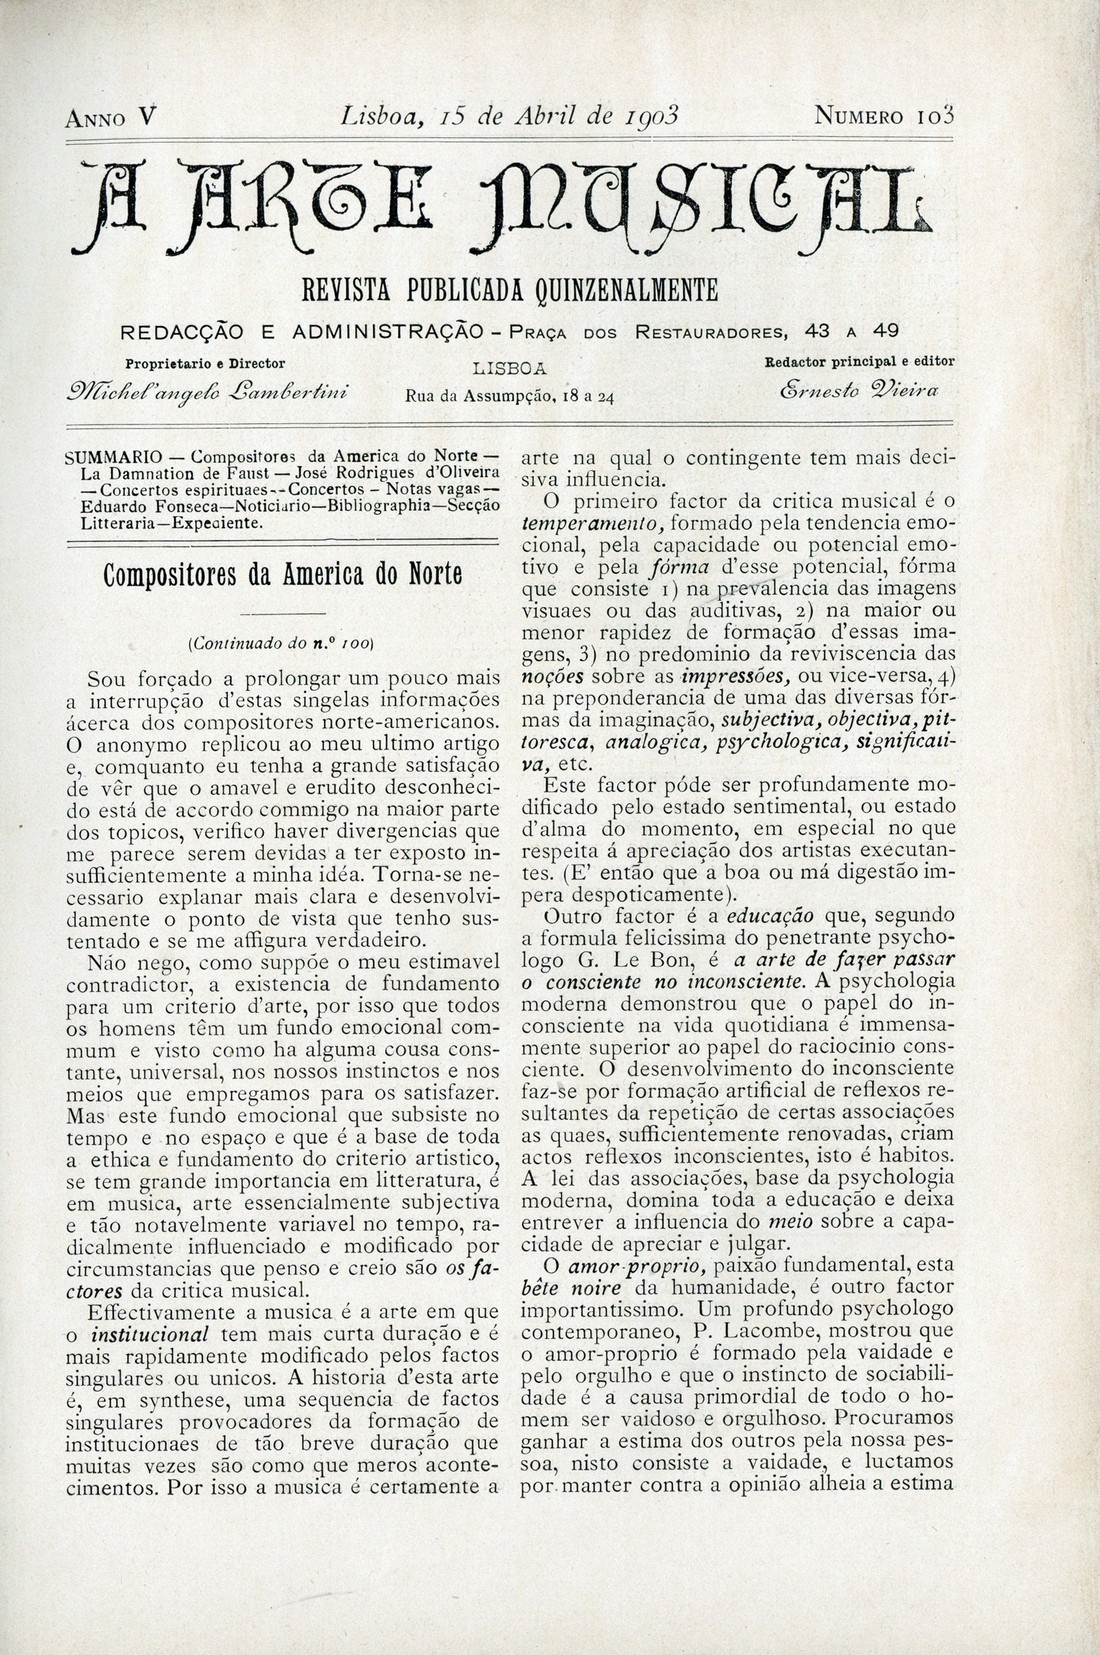 ANNO V
Lisboa, 15 de Abril de 1903
NUMERO 103
A ARTE MUSICAL
REVISTA PUBLICADA QUINZENALMENTE
REDACÇÃO E ADMINISTRAÇÃO – PRAÇA DOS RESTAURADORES, 43 A 49
Proprietario e Director
Michel'angelo Lambertini
LISBOA
Rua da Assumpção, 18 a 24
Redactor principal e editor
Ernesto Vieira
SUMMARIO — Compositores da America do Norte —
La Damnation de Faust — José Rodrigues d'Oliveira
— Concertos espirituaes--Concertos – Notas vagas—
Eduardo Fonseca—Noticiario—Bibliographia—Secção
Litteraria—Expediente.
Compositores da America do Norte
(Continuado do n.º 100)
Sou forçado a prolongar um pouco mais
a interrupção d'estas singelas informações
ácerca dos compositores norte-americanos.
O anonymo replicou ao meu ultimo artigo
e, comquanto eu tenha a grande satisfação
de vêr que o amavel e erudito desconheci-
do está de accordo commigo na maior parte
dos topicos, verifico haver divergencias que
me parece serem devidas a ter exposto in-
sufficientemente a minha idéa. Torna-se ne-
cessario explanar mais clara e desenvolvi-
damente o ponto de vista que tenho sus-
tentado e se me affigura verdadeiro.
Não nego, como suppõe o meu estimavel
contradictor, a existencia de fundamento
para um criterio d'arte, por isso que todos
os homens têm um fundo emocional com-
mum e visto como ha alguma cousa cons-
tante, universal, nos nossos instinctos e nos
meios que empregamos para os satisfazer.
Mas este fundo emocional que subsiste no
tempo e no espaço e que é a base de toda
a ethica e fundamento do criterio artistico,
se tem grande importancia em litteratura, é
em musica, arte essencialmente subjectiva
e tão notavelmente variavel no tempo, ra-
dicalmente influenciado e modificado por
circumstancias que penso e creio são os fa-
ctores da critica musical.
Effectivamente a musica é a arte em que
o institucional tem mais curta duração e é
mais rapidamente modificado pelos factos
singulares ou unicos. A historia d'esta arte
é, em synthese, uma sequencia de factos
singulares provocadores da formação de
institucionaes de tão breve duração que
muitas vezes são como que meros aconte-
cimentos. Por isso a musica é certamente a
arte na qual o contingente tem mais deci-
siva influencia.
O primeiro factor da critica musical é o
temperamento, formado pela tendencia emo-
cional, pela capacidade ou potencial emo-
tivo e pela fórma d'esse potencial, fórma
que consiste 1) na prevalencia das imagens
visuaes ou das auditivas, 2) na maior ou
menor rapidez de formação d'essas ima-
gens, 3) no predominio da reviviscencia das
noções sobre as impressões, ou vice-versa, 4)
na preponderancia de uma das diversas fór-
mas da imaginação, subjectiva, objectiva, pit-
toresca, analogica, psychologica, significati-
va, etc.
Este factor póde ser profundamente mo-
dificado pelo estado sentimental, ou estado
d'alma do momento, em especial no que
respeita á apreciação dos artistas executan-
tes. (E' então que a boa ou má digestão im-
pera despoticamente).
Outro factor é a educação que, segundo
a formula felicissima do penetrante psycho-
logo G. Le Bon, é a arte de fazer passar
o consciente no inconsciente. A psychologia
moderna demonstrou que o papel do in-
consciente na vida quotidiana é immensa-
mente superior ao papel do raciocinio cons-
ciente. O desenvolvimento do inconsciente
faz-se por formação artificial de reflexos re-
sultantes da repetição de certas associações
as quaes, sufficientemente renovadas, criam
actos reflexos inconscientes, isto é habitos.
A lei das associações, base da psychologia
moderna, domina toda a educação e deixa
entrever a influencia do meio sobre a capa-
cidade de apreciar e julgar.
O amor-proprio, paixão fundamental, esta
bête noire da humanidade, é outro factor
importantissimo. Um profundo psychologo
contemporaneo, P. Lacombe, mostrou que
o amor-proprio é formado pela vaidade e
pelo orgulho e que o instincto de sociabili-
dade é a causa primordial de todo o ho-
mem ser vaidoso e orgulhoso. Procuramos
ganhar a estima dos outros pela nossa pes-
soa, nisto consiste a vaidade, e luctamos
por manter contra a opinião alheia a estima